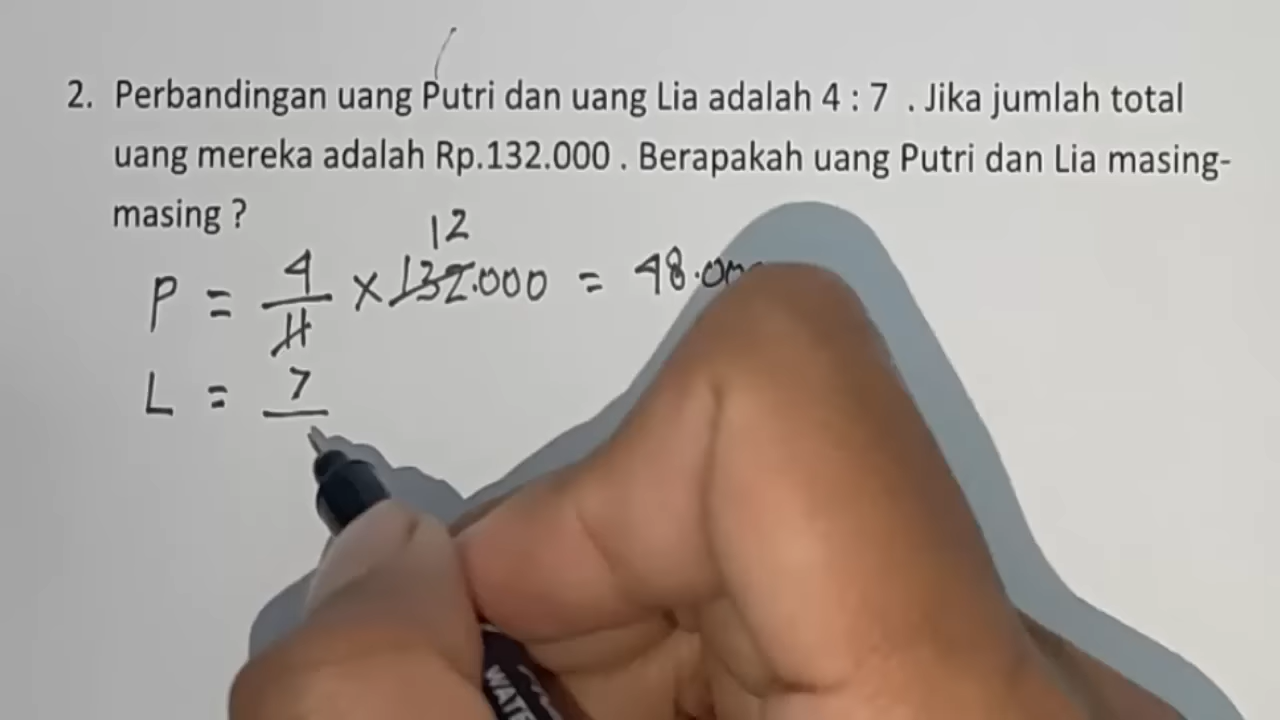 2. Perbandingan uang Putri dan uang Lia adalah 4 : 7 . Jika jumlah total
uang mereka adalah Rp.132.000 . Berapakah uang Putri dan Lia masing-
masing ?
12
P = 4/11 × 132.000 = 48.000
L = 7